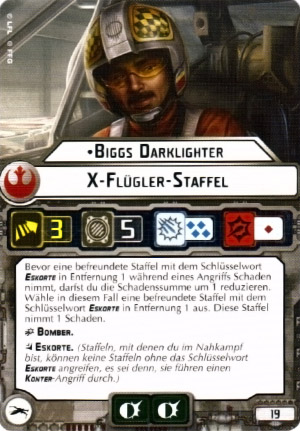 © LFL © FFG
•Biggs Darklighter
X-Flügler-Staffel
3 5
Bevor eine befreundete Staffel mit dem Schlüsselwort
Eskorte in Entfernung 1 während eines Angriffs Schaden
nimmt, darfst du die Schadenssumme um 1 reduzieren.
Wähle in diesem Fall eine befreundete Staffel mit dem
Schlüsselwort Eskorte in Entfernung 1 aus. Diese Staffel
nimmt 1 Schaden.
Bomber.
Eskorte. (Staffeln, mit denen du im Nahkampf
bist, können keine Staffeln ohne das Schlüsselwort
Eskorte angreifen, es sei denn, sie führen einen
Konter-Angriff durch.)
19